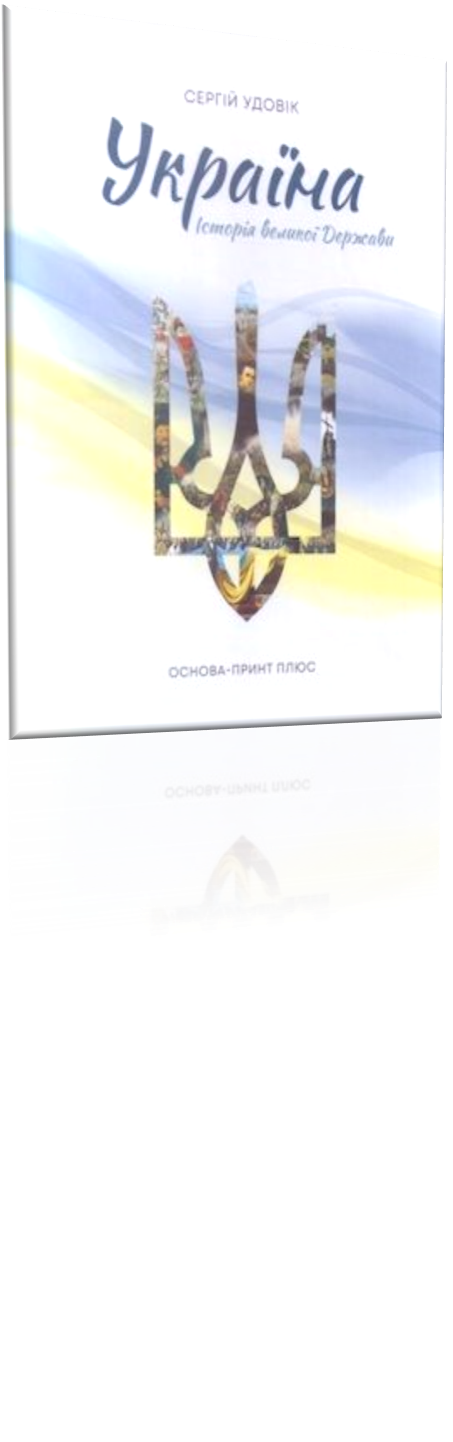 СЕРГІЙ УДОВІК
Україна
Історія великої Держави
ОСНОВА-ПРИНТ ПЛЮС